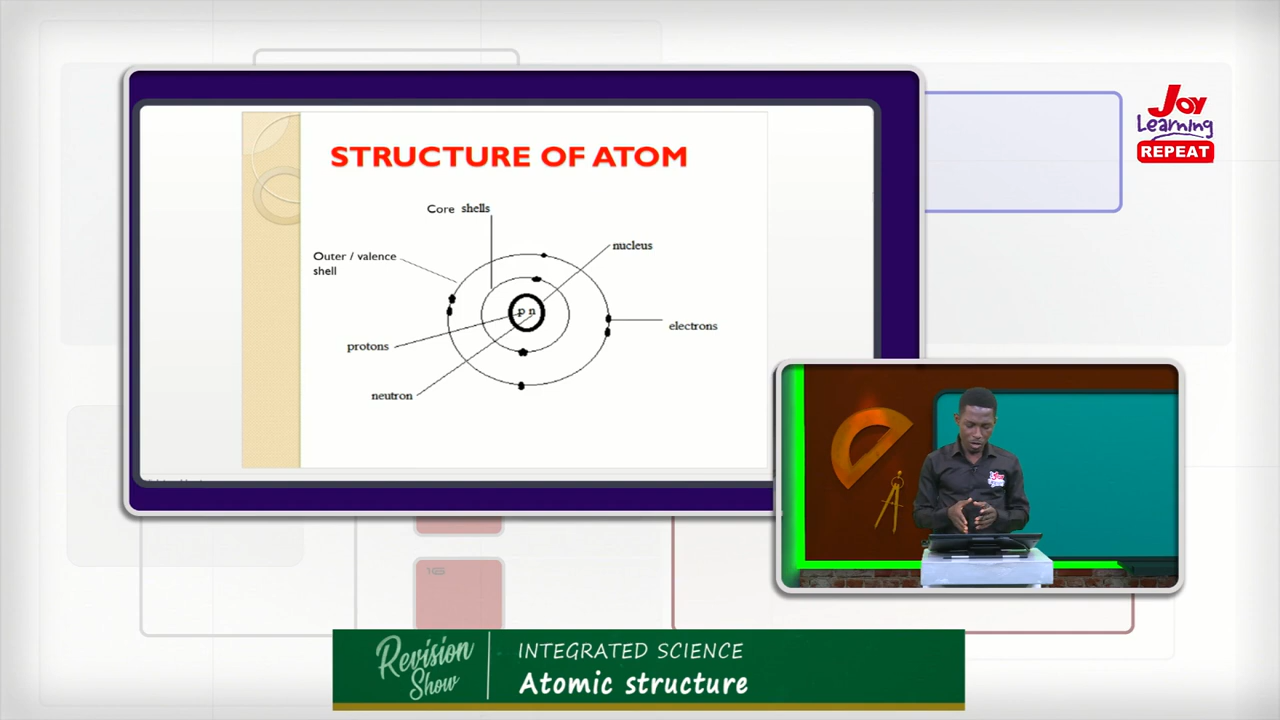 STRUCTURE OF ATOM
Core shells
nucleus
Outer / valence
shell
p n
electrons
protons
neutron
Joy
Learning
REPEAT
Revision
Show
INTEGRATED SCIENCE
Atomic structure